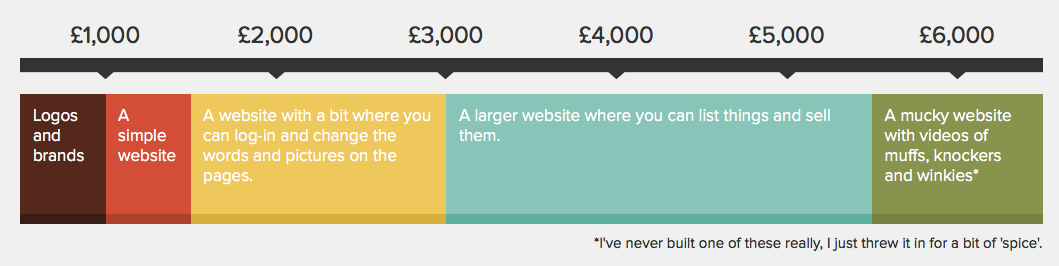 £1,000 £2,000 £3,000 £4,000 £5,000 £6,000
Logos
and
brands
A
simple
website
A website with a bit where you
can log-in and change the
words and pictures on the
pages.
A larger website where you can list things and sell
them.
A mucky website
with videos of
muffs, knockers
and winkies*
*I've never built one of these really, I just threw it in for a bit of 'spice'.